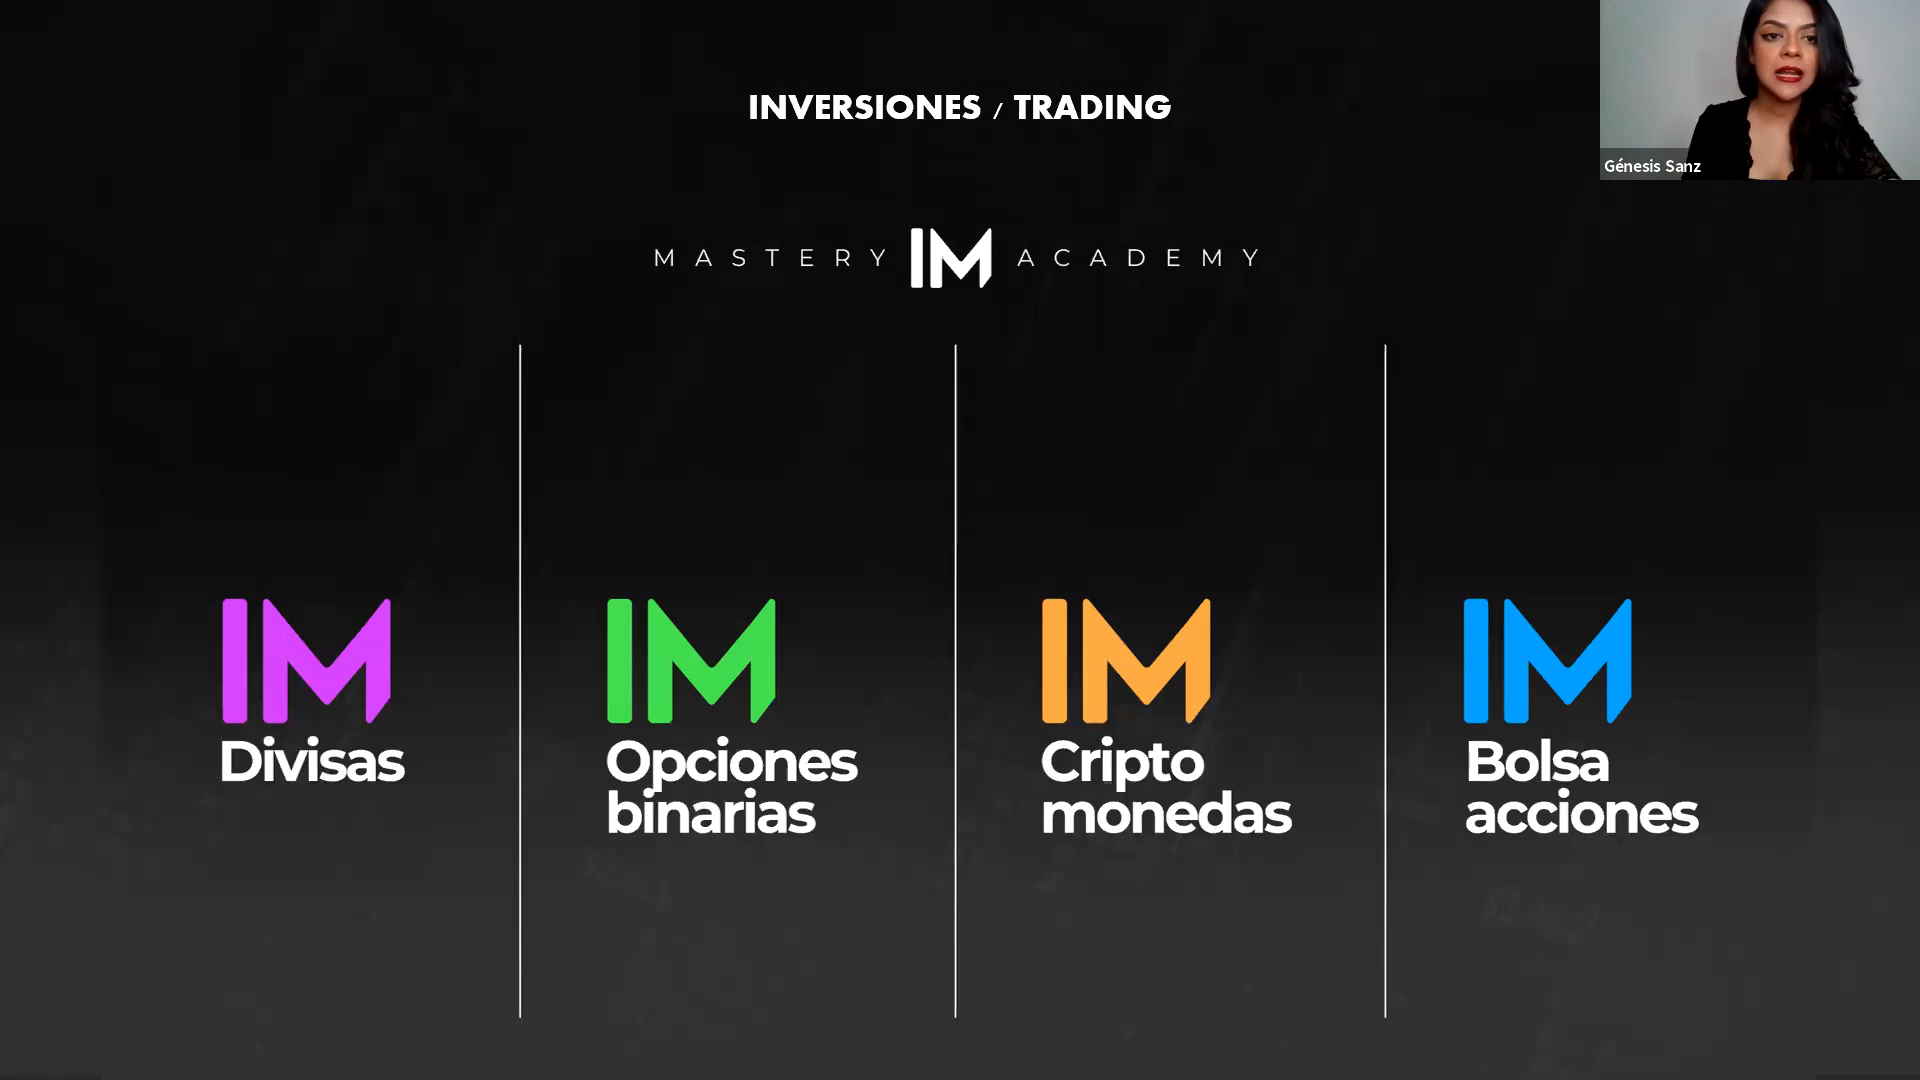 INVERSIONES / TRADING
Génesis Sanz
MASTERY IM ACADEMY
IM
Divisas
IM
Opciones
binarias
IM
Cripto
monedas
IM
Bolsa
acciones